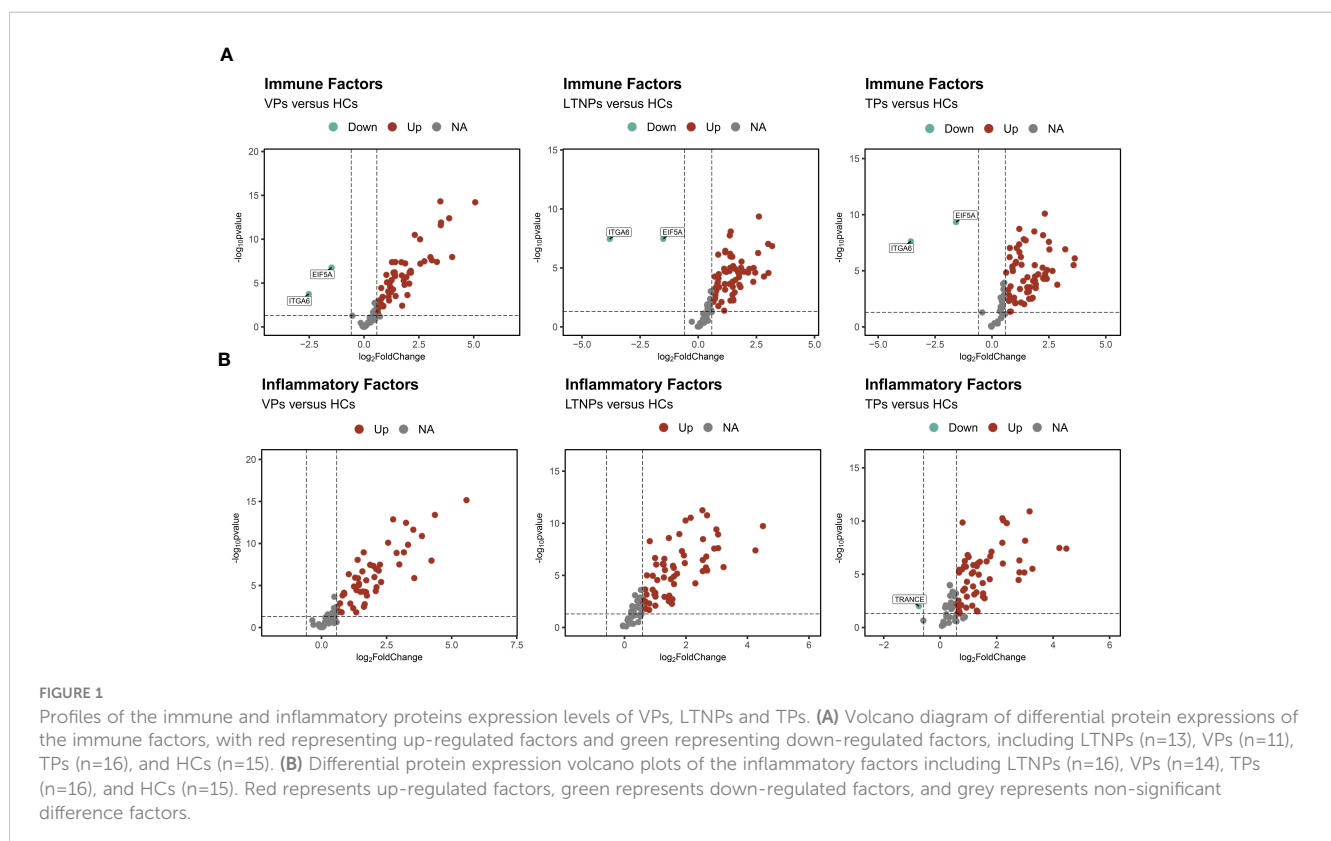 A
Immune Factors
VPs versus HCs
Down Up NA
20
15
10
5
0
-log10pvalue
EIF5A
ITGA6
−2.5 0.0 2.5 5.0
log2FoldChange
Immune Factors
LTNPs versus HCs
Down Up NA
15
10
5
0
-log10pvalue
ITGA6
EIF5A
−5.0 −2.5 0.0 2.5 5.0
log2FoldChange
Immune Factors
TPs versus HCs
Down Up NA
15
10
5
0
-log10pvalue
EIF5A
ITGA6
−5.0 −2.5 0.0 2.5 5.0
log2FoldChange
B
Inflammatory Factors
VPs versus HCs
Up NA
20
15
10
5
0
-log10pvalue
0.0 2.5 5.0 7.5
log2FoldChange
Inflammatory Factors
LTNPs versus HCs
Up NA
15
10
5
0
-log10pvalue
0 2 4 6
log2FoldChange
Inflammatory Factors
TPs versus HCs
Down Up NA
15
10
5
0
-log10pvalue
TRANCE
−2 0 2 4 6
log2FoldChange
FIGURE 1
Profiles of the immune and inflammatory proteins expression levels of VPs, LTNPs and TPs. (A) Volcano diagram of differential protein expressions of
the immune factors, with red representing up-regulated factors and green representing down-regulated factors, including LTNPs (n=13), VPs (n=11),
TPs (n=16), and HCs (n=15). (B) Differential protein expression volcano plots of the inflammatory factors including LTNPs (n=16), VPs (n=14), TPs
(n=16), and HCs (n=15). Red represents up-regulated factors, green represents down-regulated factors, and grey represents non-significant
difference factors.